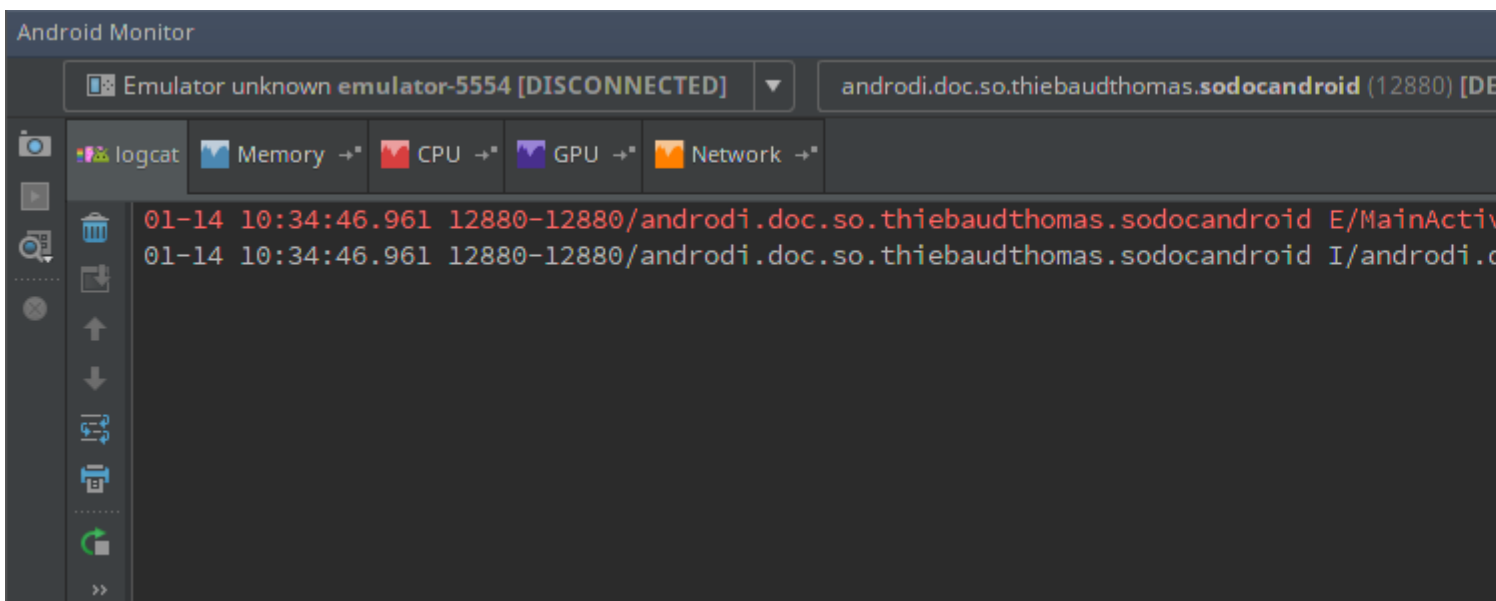 Android Monitor
Emulator unknown emulator-5554 [DISCONNECTED] androdi.doc.so.thiebaudthomas.sodocandroid (12880) [DE
logcat Memory CPU GPU Network
01-14 10:34:46.961 12880-12880/androdi.doc.so.thiebaudthomas.sodocandroid E/MainActiv
01-14 10:34:46.961 12880-12880/androdi.doc.so.thiebaudthomas.sodocandroid I/androdi.d